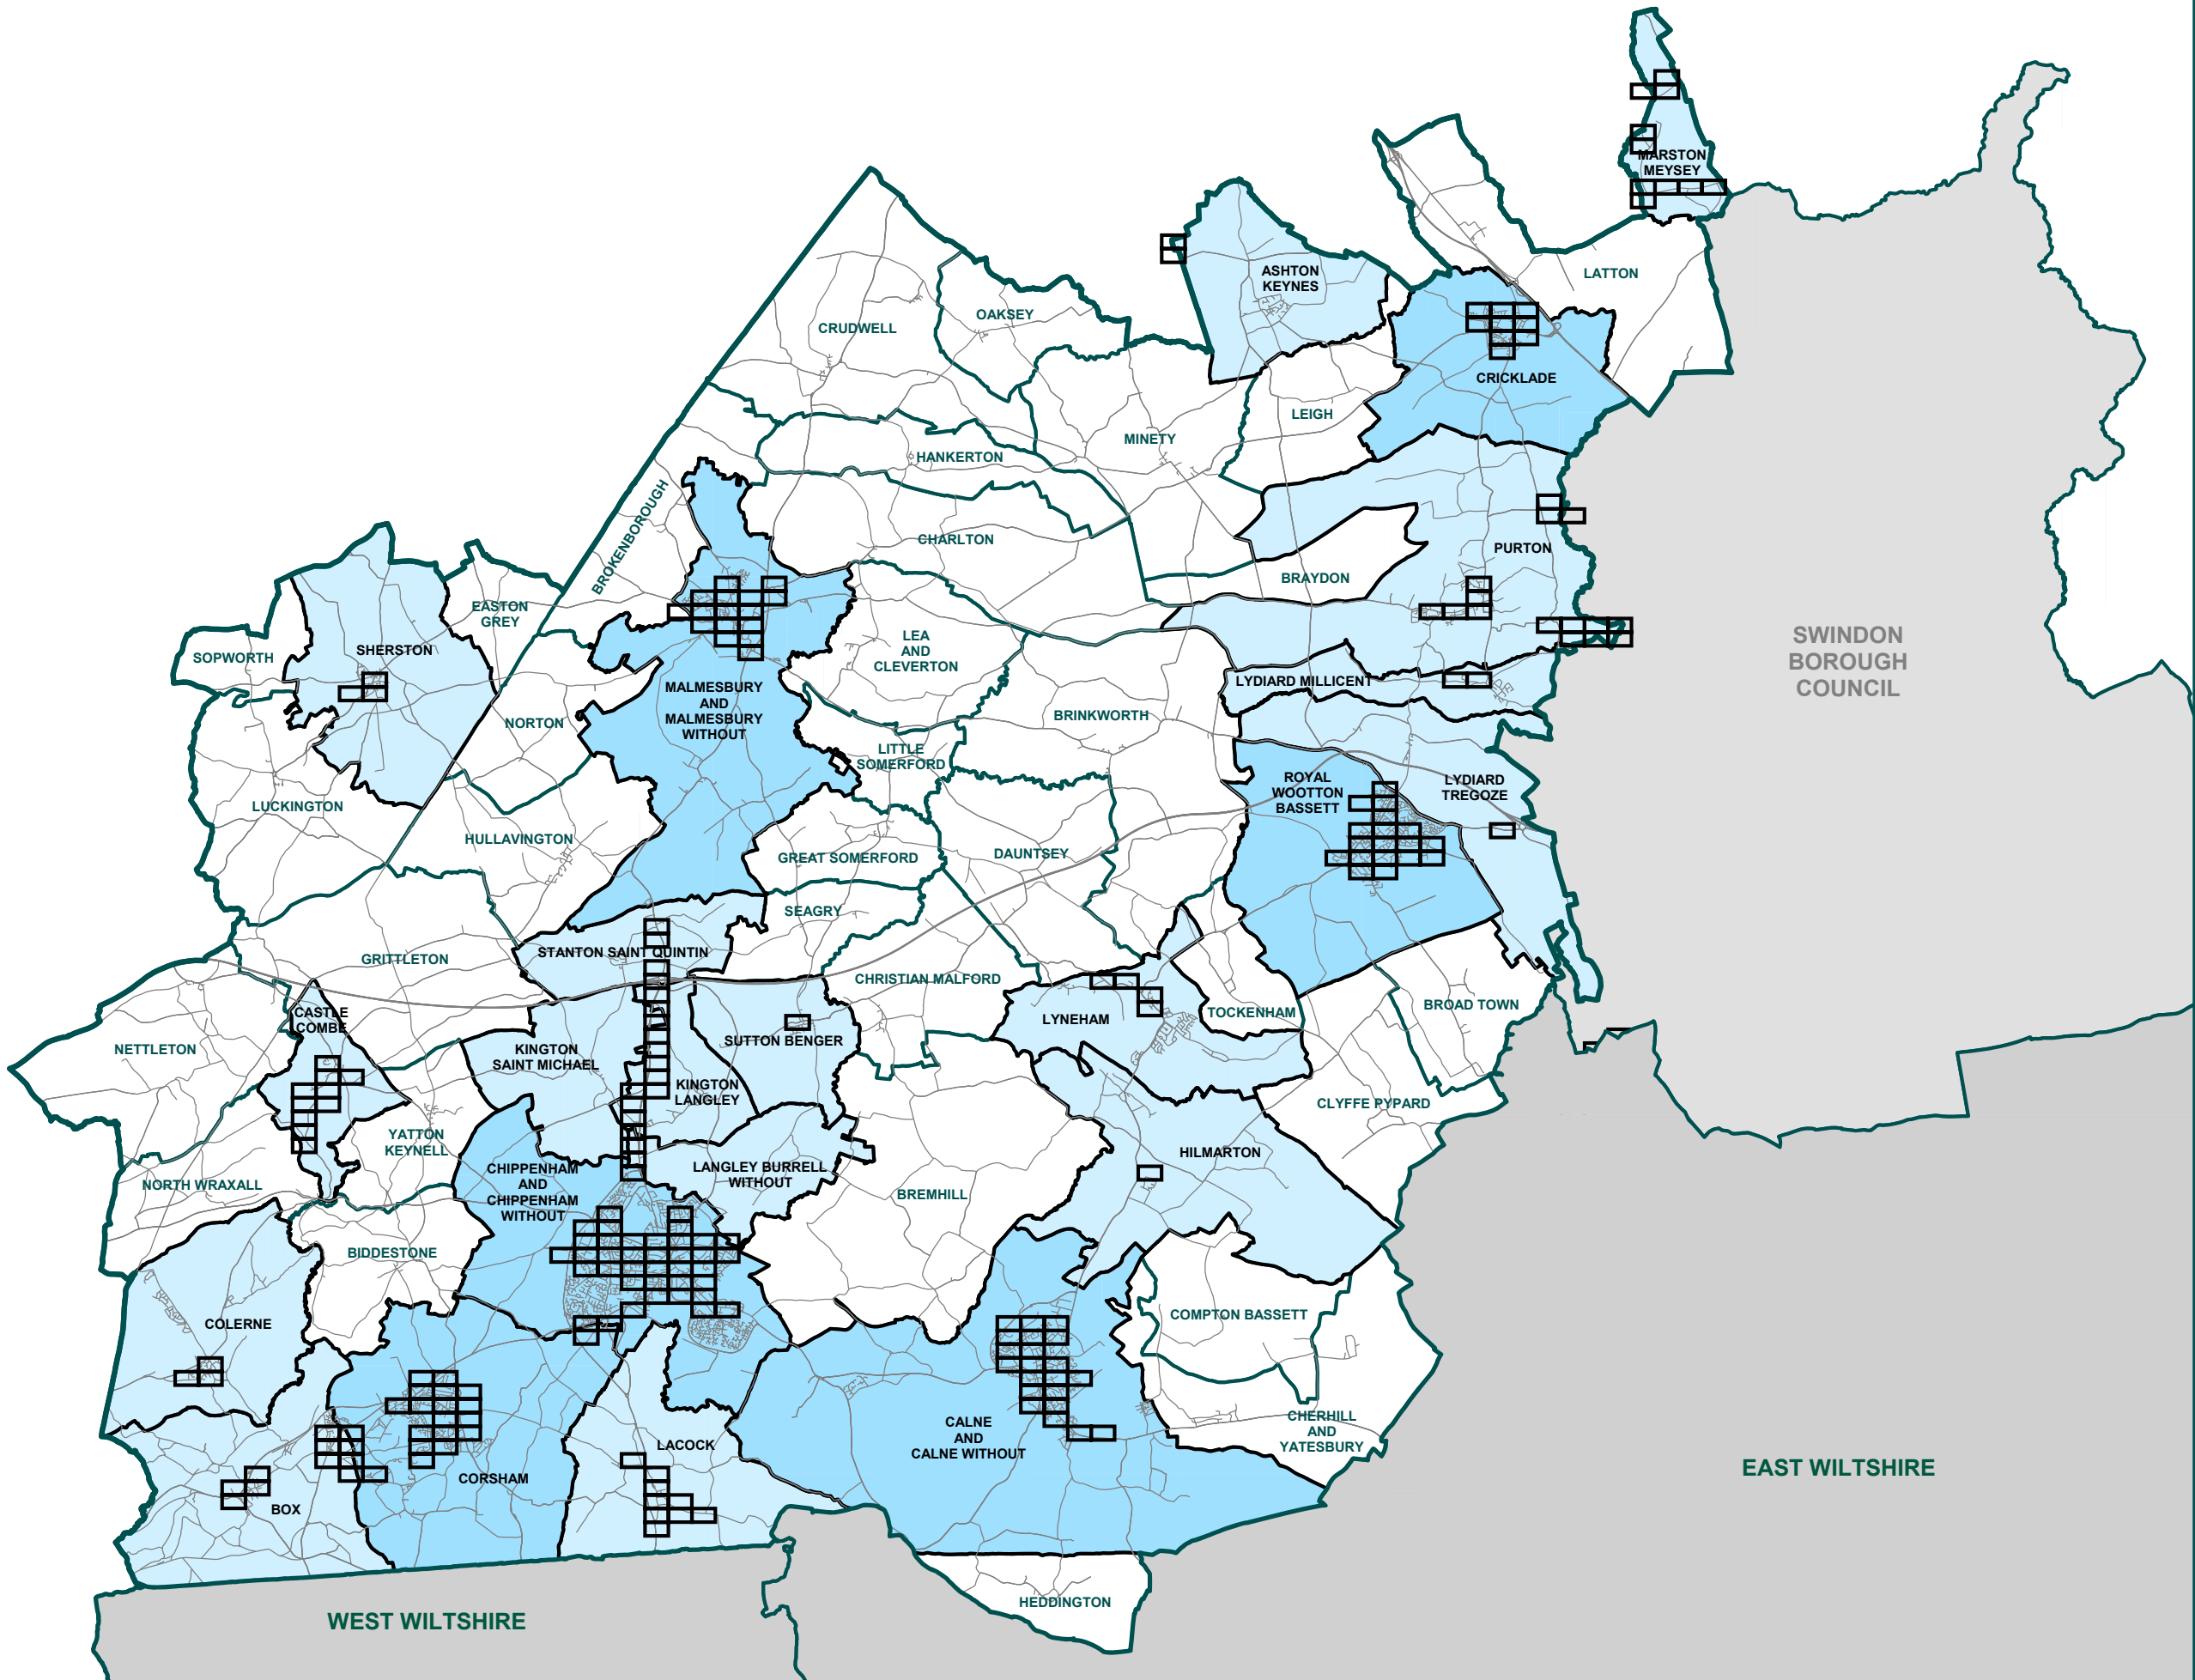 MARSTON
MEYSEY
LATTON
ASHTON
KEYNES
OAKSEY
CRUDWELL
CRICKLADE
LEIGH
MINETY
HANKERTON
BROKENBOROUGH
CHARLTON
PURTON
BRAYDON
EASTON
GREY
SHERSTON
SOPWORTH
LEA
AND
CLEVERTON
SWINDON
BOROUGH
COUNCIL
LYDIARD MILLICENT
MALMESBURY
AND
MALMESBURY
WITHOUT
BRINKWORTH
NORTON
LITTLE
SOMERFORD
ROYAL
WOOTTON
BASSETT
LYDIARD
TREGOZE
LUCKINGTON
HULLAVINGTON
GREAT SOMERFORD
DAUNTSEY
SEAGRY
STANTON SAINT QUINTIN
GRITTLETON
CHRISTIAN MALFORD
BROAD TOWN
TOCKENHAM
LYNEHAM
CASTLE
COMBE
NETTLETON
SUTTON BENGER
KINGTON
SAINT MICHAEL
KINGTON
LANGLEY
CLYFFE PYPARD
YATTON
KEYNELL
HILMARTON
LANGLEY BURRELL
WITHOUT
CHIPPENHAM
AND
CHIPPENHAM
WITHOUT
NORTH WRAXALL
BREMHILL
BIDDESTONE
COMPTON BASSETT
COLERNE
CHERHILL
AND
YATESBURY
CALNE
AND
CALNE WITHOUT
LACOCK
CORSHAM
EAST WILTSHIRE
BOX
HEDDINGTON
WEST WILTSHIRE